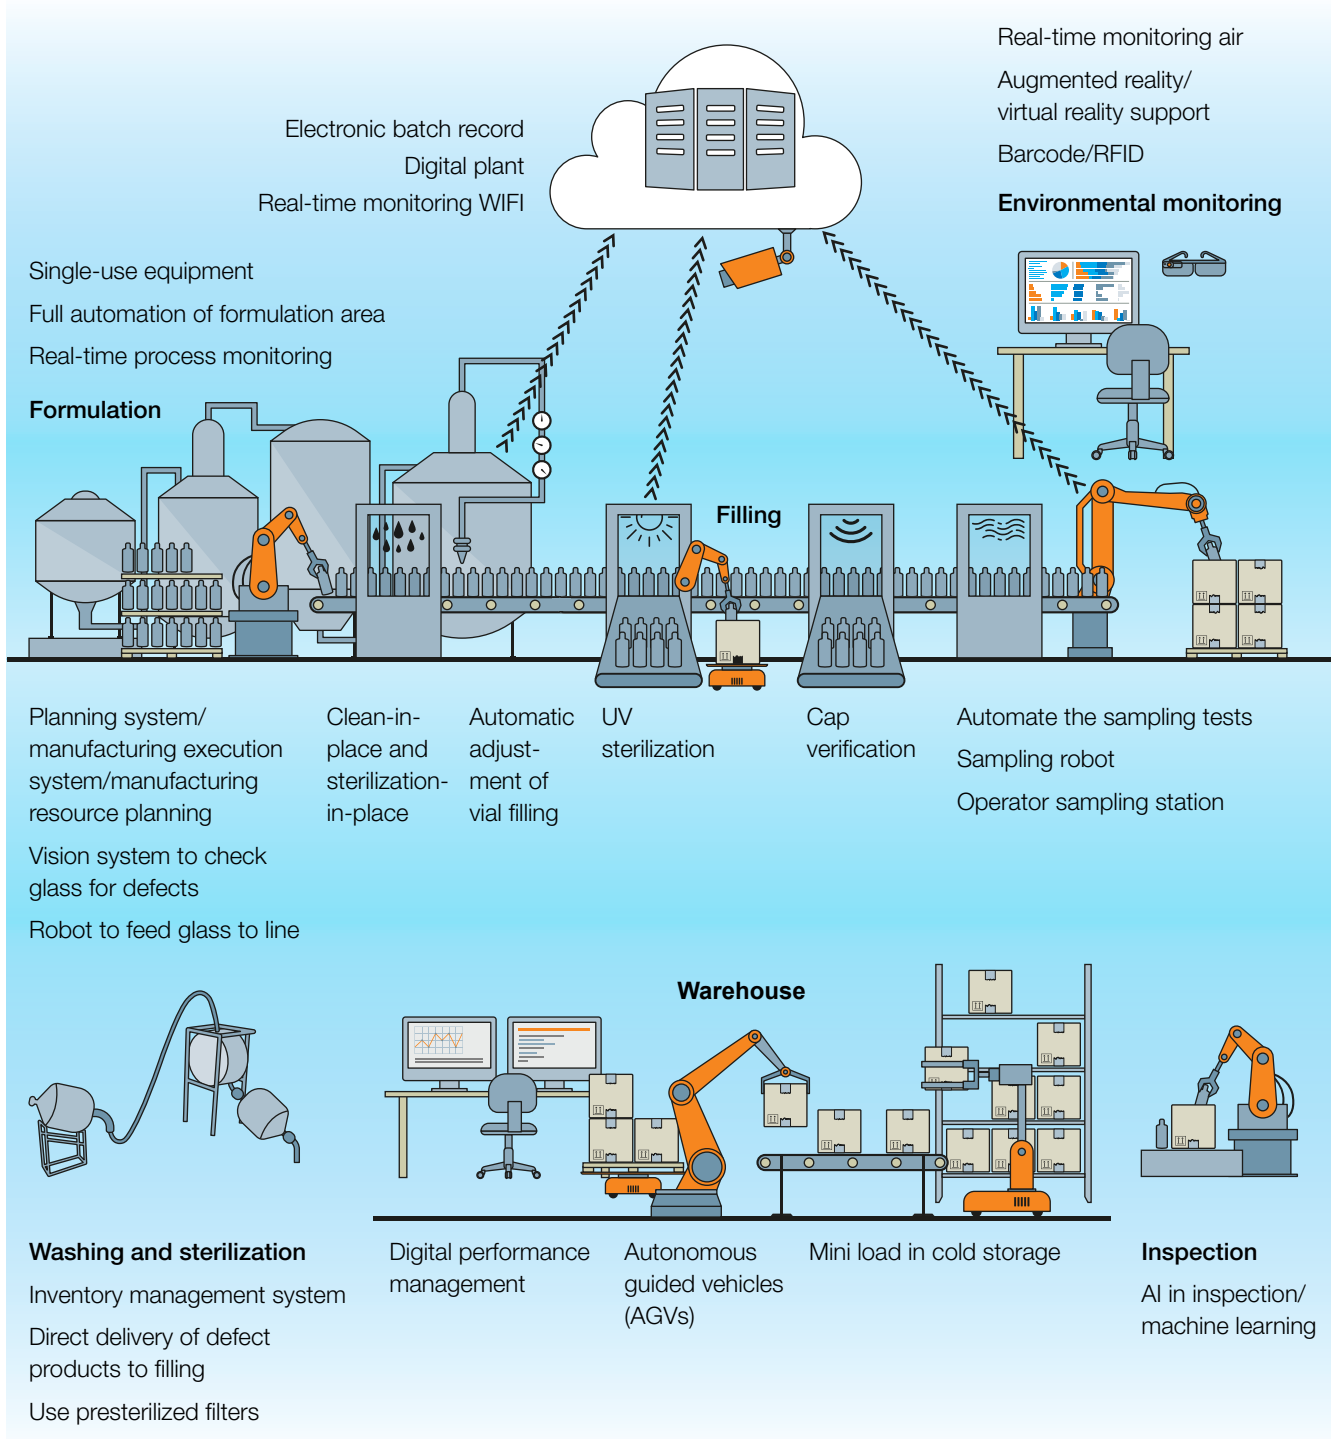 Real-time monitoring air
Augmented reality/
virtual reality support
Barcode/RFID
Environmental monitoring
Electronic batch record
Digital plant
Real-time monitoring WIFI
Single-use equipment
Full automation of formulation area
Real-time process monitoring
Formulation
Filling
Planning system/
manufacturing execution
system/manufacturing
resource planning
Vision system to check
glass for defects
Robot to feed glass to line
Clean-in-
place and
sterilization-
in-place
Automatic
adjust-
ment of
vial filling
UV
sterilization
Cap
verification
Automate the sampling tests
Sampling robot
Operator sampling station
Warehouse
Washing and sterilization
Inventory management system
Direct delivery of defect
products to filling
Use presterilized filters
Digital performance
management
Autonomous
guided vehicles
(AGVs)
Mini load in cold storage
Inspection
AI in inspection/
machine learning